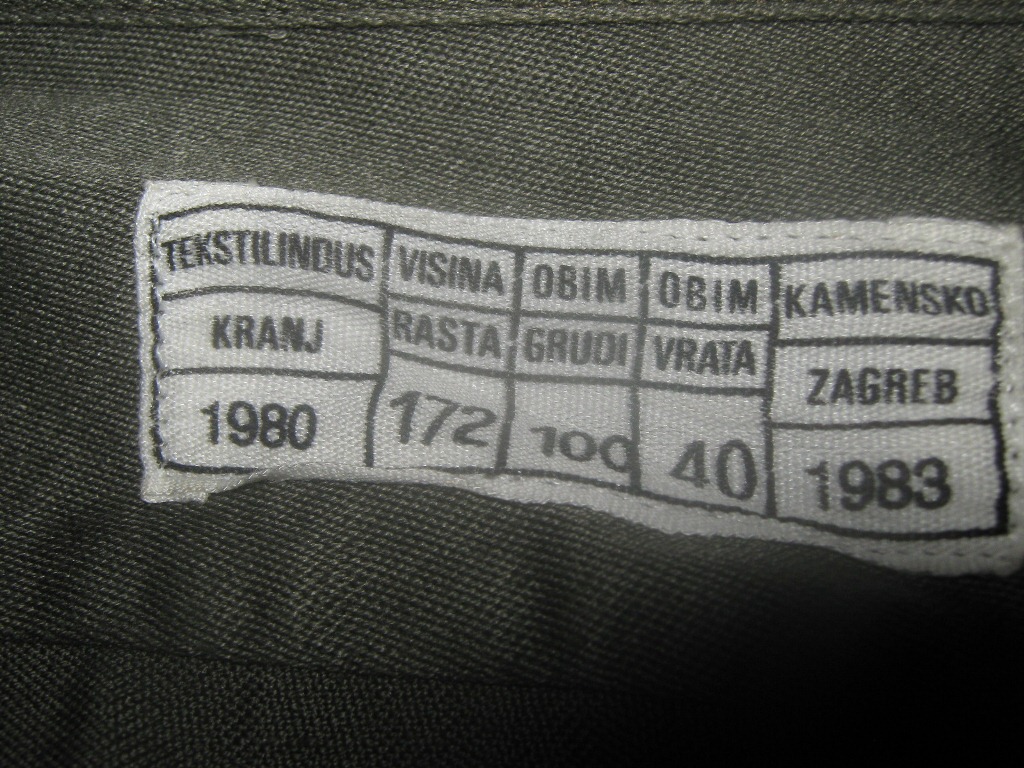 TEKSTILINDUS VISINA OBIM OBIM KAMENSKO
KRANJ RASTA GRUDI VRATA ZAGREB
1980 172 100 40 1983